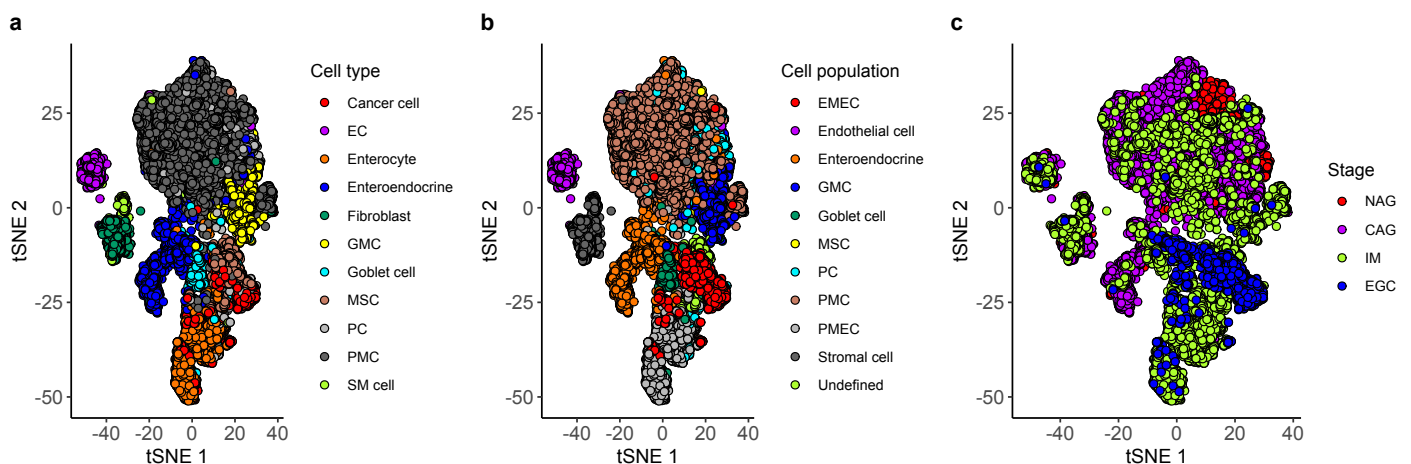 a
Cell type
Cancer cell
EC
Enterocyte
Enteroendocrine
Fibroblast
GMC
Goblet cell
MSC
PC
PMC
SM cell
tSNE 2
25
0
-25
-50
-40
-20
0
20
40
tSNE 1
b
Cell population
EMEC
Endothelial cell
Enteroendocrine
GMC
Goblet cell
MSC
PC
PMC
PMEC
Stromal cell
Undefined
tSNE 2
25
0
-25
-50
-40
-20
0
20
40
tSNE 1
c
Stage
NAG
CAG
IM
EGC
tSNE 2
25
0
-25
-50
-40
-20
0
20
40
tSNE 1